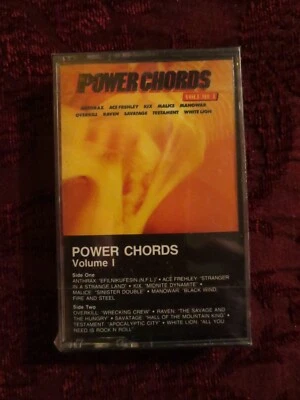 POWER CHORDS
VOLUME I
ANTHRAX ACE FREHLEY KIX MALICE MANOWAR
OVERKILL RAVEN SAVATAGE TESTAMENT WHITE LION
POWER CHORDS
Volume I
Side One
ANTHRAX "EFILNIKUFESIN (N.F.L.)" • ACE FREHLEY "STRANGER
IN A STRANGE LAND" • KIX, "MIDNITE DYNAMITE" •
MALICE "SINISTER DOUBLE" • MANOWAR "BLACK WIND,
FIRE AND STEEL
Side Two
OVERKILL "WRECKING CREW" • RAVEN "THE SAVAGE AND
THE HUNGRY" • SAVATAGE "HALL OF THE MOUNTAIN KING" •
TESTAMENT "APOCALYPTIC CITY" • WHITE LION "ALL YOU
NEED IS ROCK N ROLL"